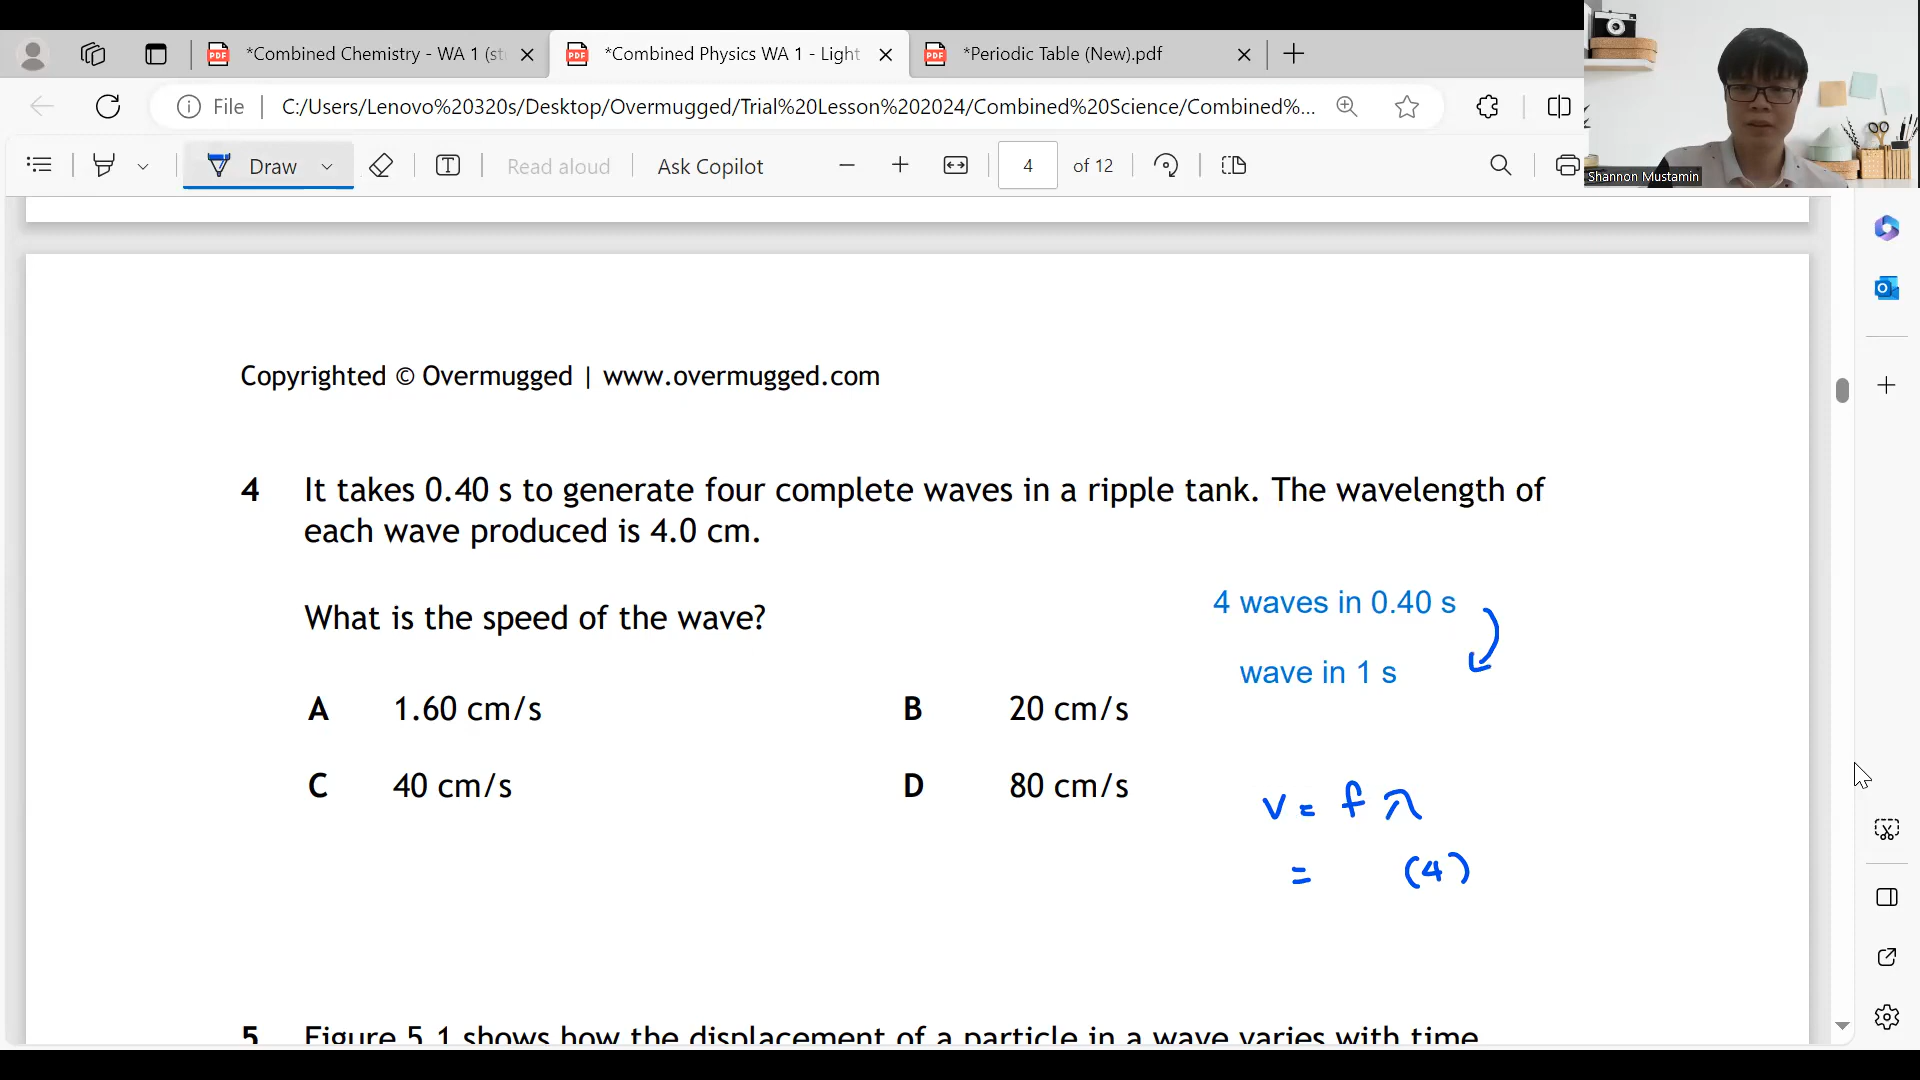 *Combined Chemistry - WA 1 (st
*Combined Physics WA 1 - Light
*Periodic Table (New).pdf
File
C:/Users/Lenovo%20320s/Desktop/Overmugged/Trial%20Lesson%202024/Combined%20Science/Combined%...
Draw
Read aloud
Ask Copilot
4
of 12
Shannon Mustamin
Copyrighted © Overmugged | www.overmugged.com
4 It takes 0.40 s to generate four complete waves in a ripple tank. The wavelength of
each wave produced is 4.0 cm.
What is the speed of the wave?
4 waves in 0.40 s
wave in 1 s
A 1.60 cm/s B 20 cm/s
C 40 cm/s D 80 cm/s
v = f λ
= (4)
5 Figure 5.1 shows how the displacement of a particle in a wave varies with time